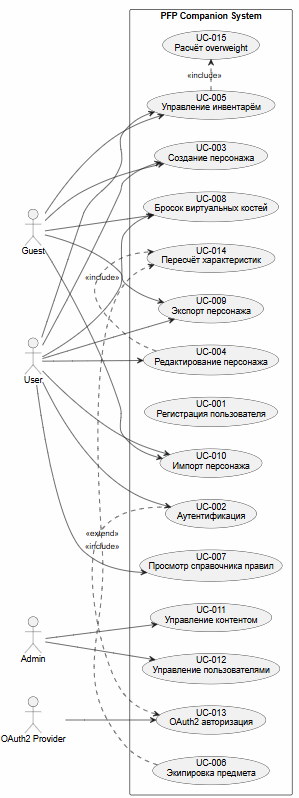 PFP Companion System
UC-015
Расчёт overweight
«include»
UC-005
Управление инвентарём
UC-003
Создание персонажа
UC-008
Бросок виртуальных костей
Guest
UC-014
Пересчёт характеристик
«include»
UC-009
Экспорт персонажа
UC-004
Редактирование персонажа
User
UC-001
Регистрация пользователя
UC-010
Импорт персонажа
UC-002
Аутентификация
«extend»
«include»
UC-007
Просмотр справочника правил
UC-011
Управление контентом
Admin
UC-012
Управление пользователями
UC-013
OAuth2 авторизация
OAuth2 Provider
UC-006
Экипировка предмета